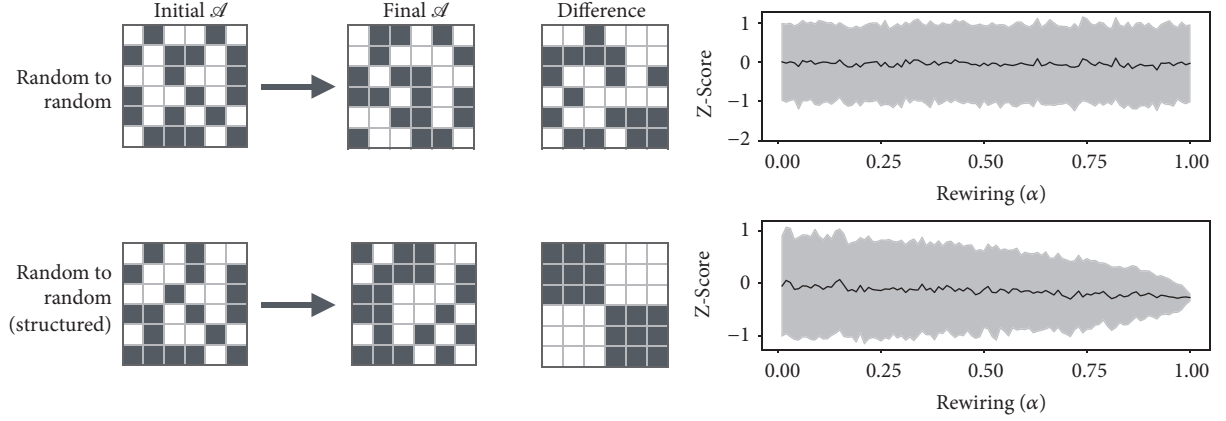 Initial 𝒜
Final 𝒜
Difference
Random to
random
Z-Score
1
0
−1
−2
0.00
0.25
0.50
0.75
1.00
Rewiring (α)
Random to
random
(structured)
Z-Score
1
0
−1
0.00
0.25
0.50
0.75
1.00
Rewiring (α)